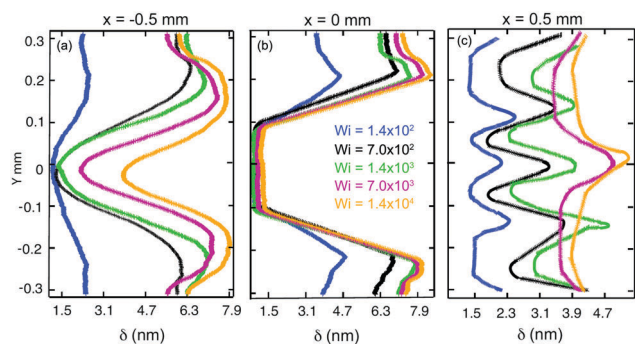 x = -0.5 mm
x = 0 mm
x = 0.5 mm
(a)
(b)
(c)
Y mm
0.3
0.2
0.1
0
-0.1
-0.2
-0.3
Wi = 1.4x10²
Wi = 7.0x10²
Wi = 1.4x10³
Wi = 7.0x10³
Wi = 1.4x10⁴
1.5 3.1 4.7 6.3 7.9
1.5 3.1 4.7 6.3 7.9
1.5 2.3 3.1 3.9 4.7
δ (nm)
δ (nm)
δ (nm)